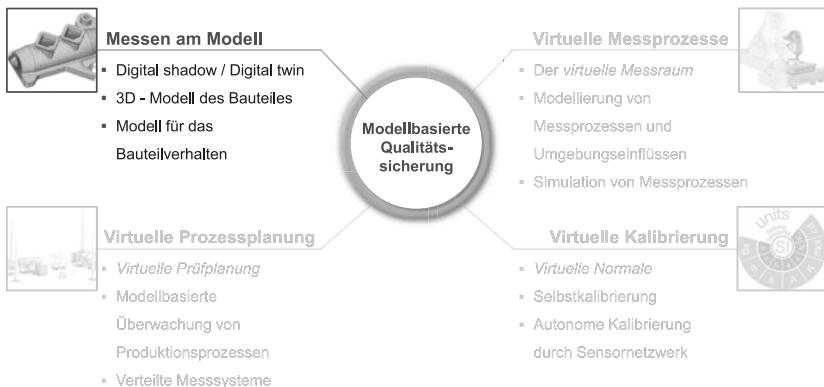 Messen am Modell
▪ Digital shadow / Digital twin
▪ 3D - Modell des Bauteiles
▪ Modell für das
Bauteilverhalten
Virtuelle Messprozesse
▪ Der virtuelle Messraum
▪ Modellierung von
Messprozessen und
Umgebungseinflüssen
▪ Simulation von Messprozessen
Modellbasierte
Qualitäts-
sicherung
Virtuelle Prozessplanung
▪ Virtuelle Prüfplanung
▪ Modellbasierte
Überwachung von
Produktionsprozessen
▪ Verteilte Messsysteme
Virtuelle Kalibrierung
▪ Virtuelle Normale
▪ Selbstkalibrierung
▪ Autonome Kalibrierung
durch Sensornetzwerk
units
SI